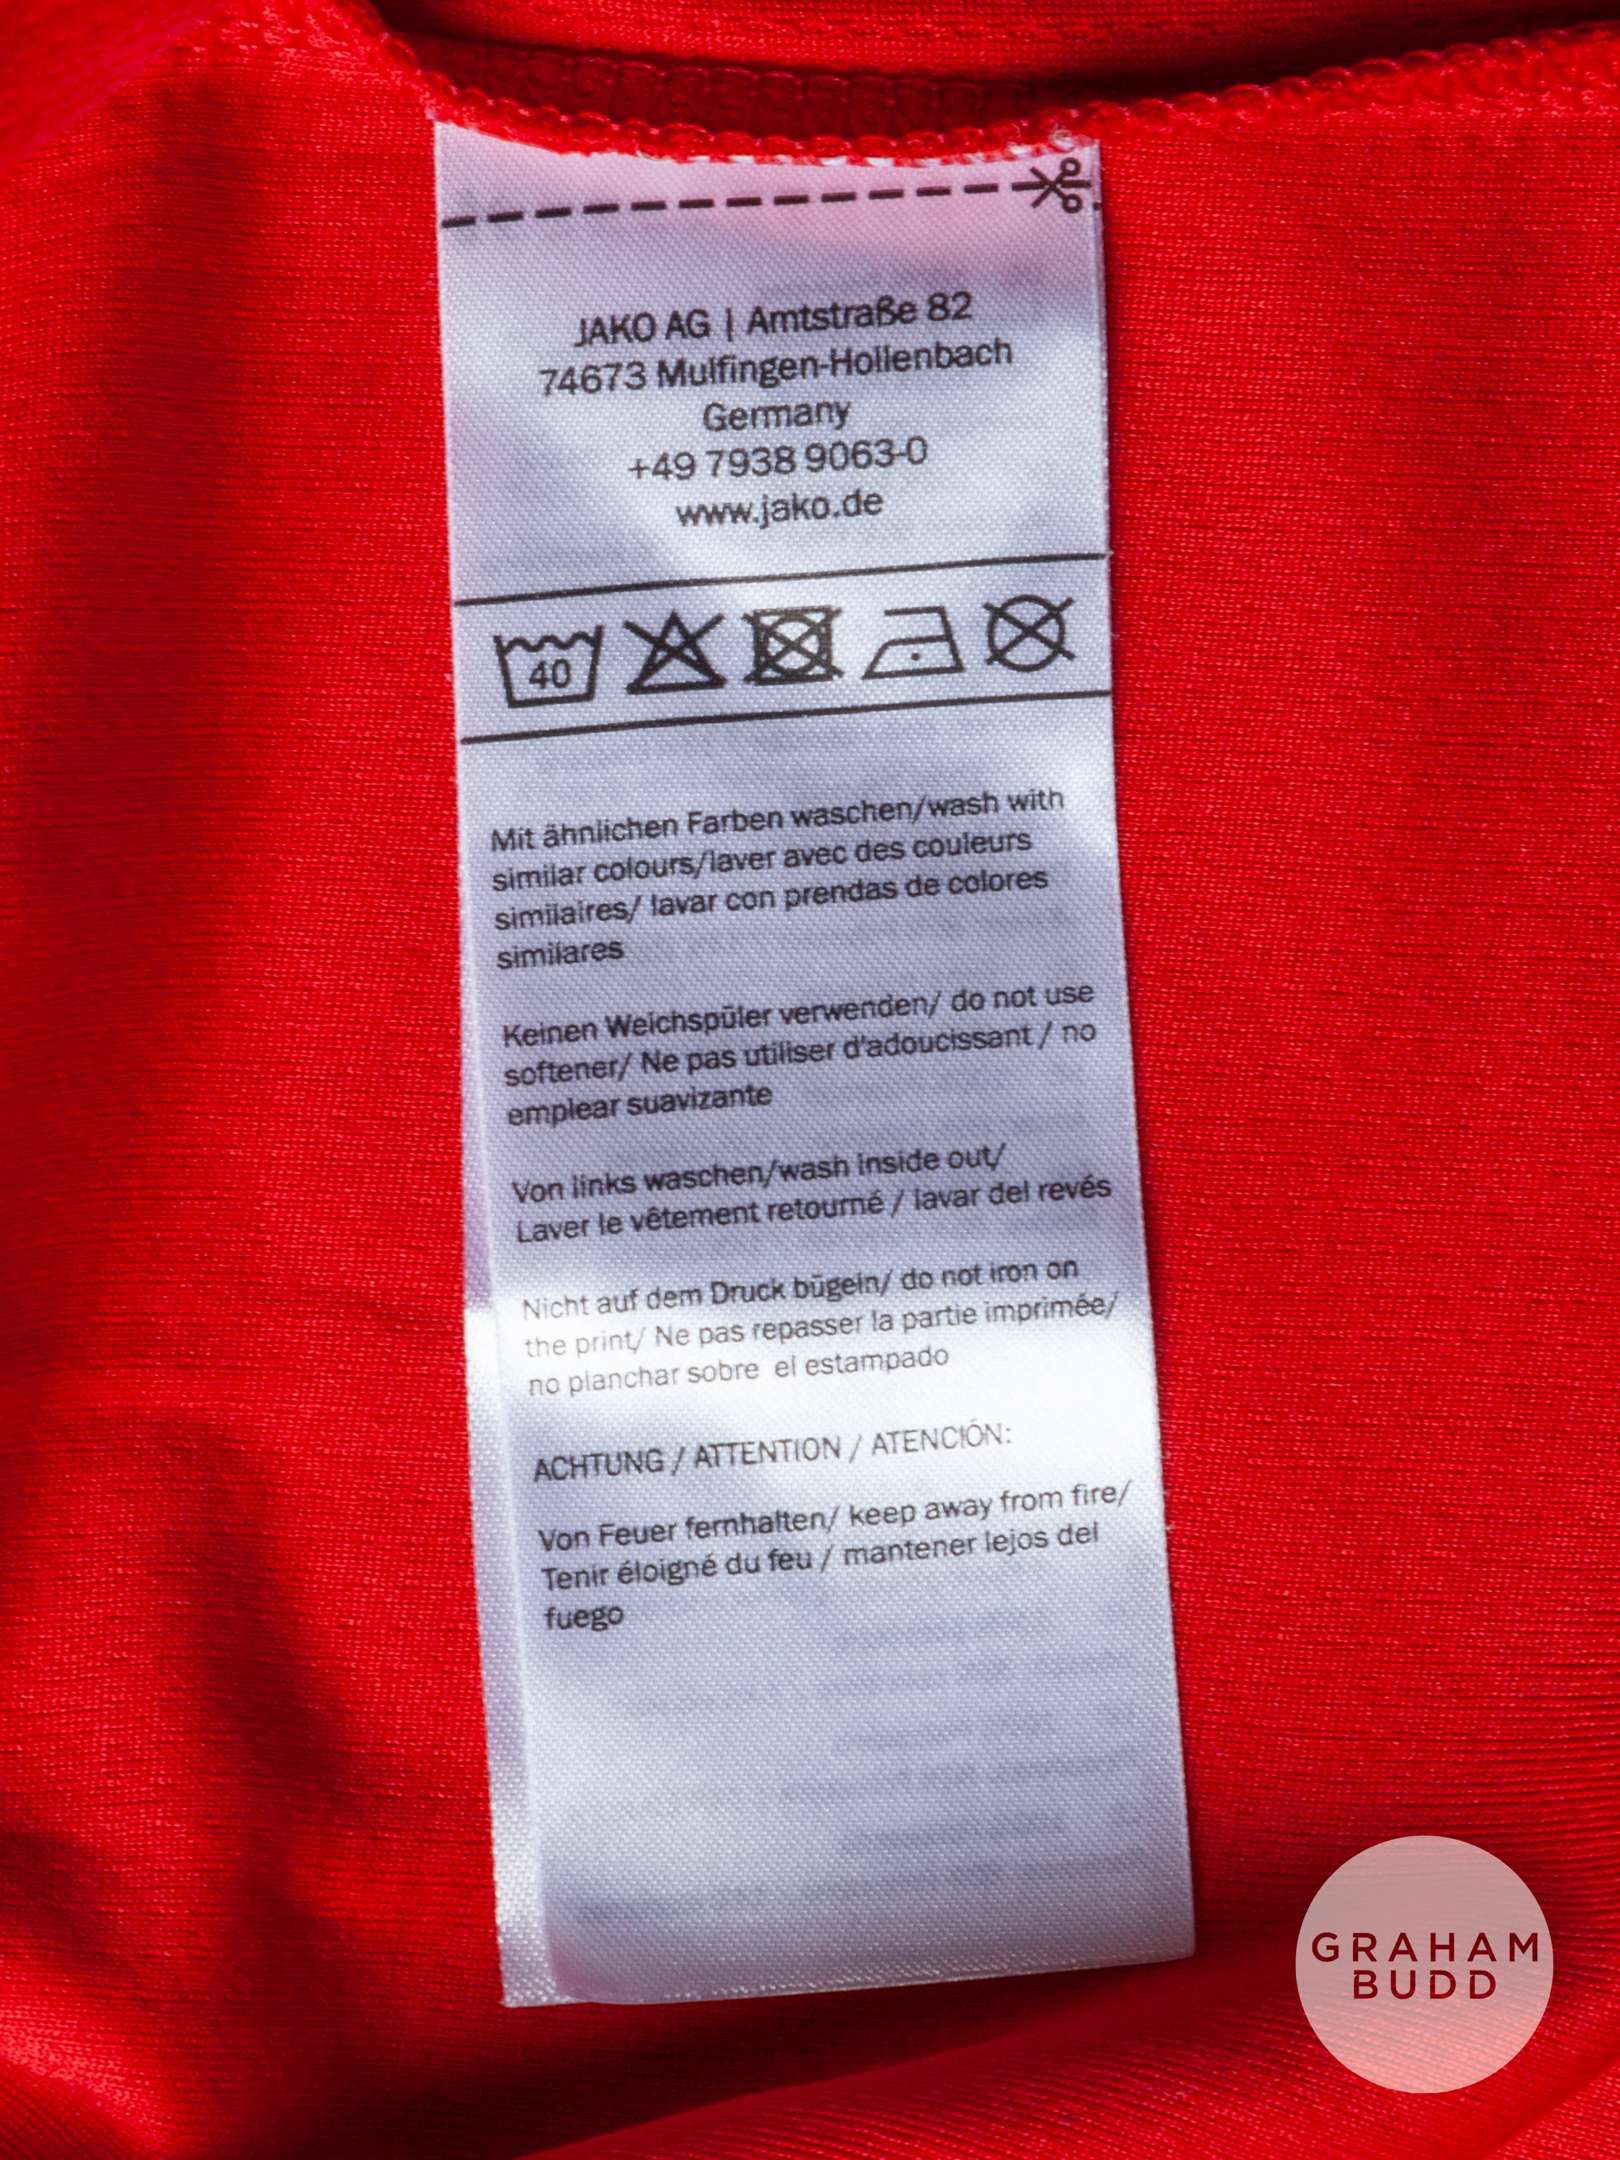 JAKO AG | Amtstraße 82
74673 Mulfingen-Hollenbach
Germany
+49 7938 9063-0
www.jako.de
40
Mit ähnlichen Farben waschen/wash with
similar colours/laver avec des couleurs
similaires/ lavar con prendas de colores
similares
Keinen Weichspüler verwenden/ do not use
softener/ Ne pas utiliser d'adoucissant / no
emplear suavizante
Von links waschen/wash inside out/
Laver le vêtement retourné / lavar del revés
Nicht auf dem Druck bügeln/ do not iron on
the print/ Ne pas repasser la partie imprimée/
no planchar sobre el estampado
ACHTUNG / ATTENTION / ATENCIÓN:
Von Feuer fernhalten/ keep away from fire/
Tenir éloigné du feu / mantener lejos del
fuego
GRAHAM
BUDD